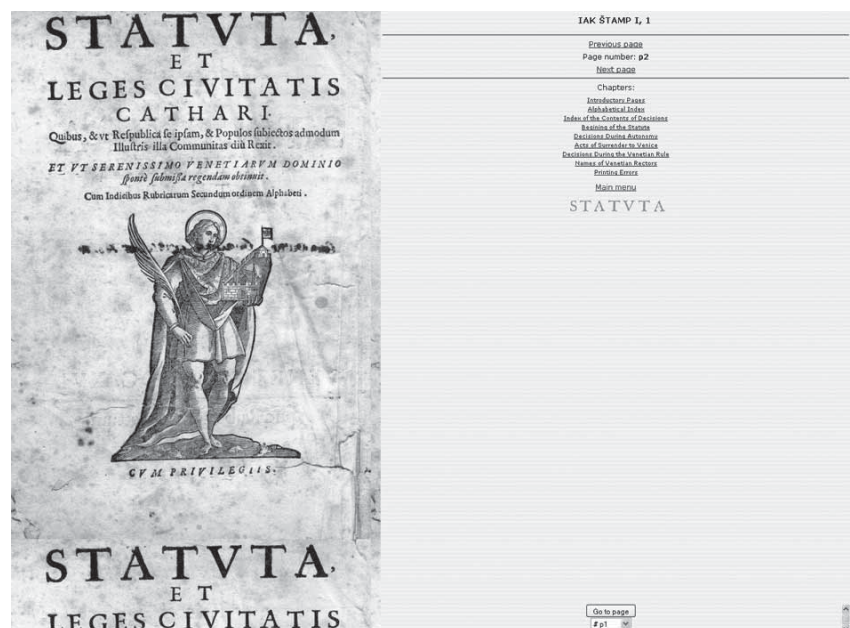 STATVTA,
ET
LEGES CIVITATIS
CATHARI.
Quibus, & vt Reſpublica ſe ipſam, & Populos ſubiectos admodum
Illuſtris illa Communitas diù Rexit.
ET VT SERENISSIMO VENETIARVM DOMINIO
ſpontè ſubmiſſa regendam obtinuit.
Cum Indicibus Rubricarum Secundum ordinem Alphabeti.
CVM PRIVILEGIIS.
STATVTA,
ET
LEGES CIVITATIS
IAK ŠTAMP I, 1
Previous page
Page number: p2
Next page
Chapters:
Introductory Pages
Alphabetical Index
Index of the Contents of Decisions
Begining of the Statute
Decisions During Autonomy
Acts of Surrender to Venice
Decisions During the Venetian Rule
Names of Venetian Rectors
Printing Errors
Main menu
STATVTA
Go to page
# p1